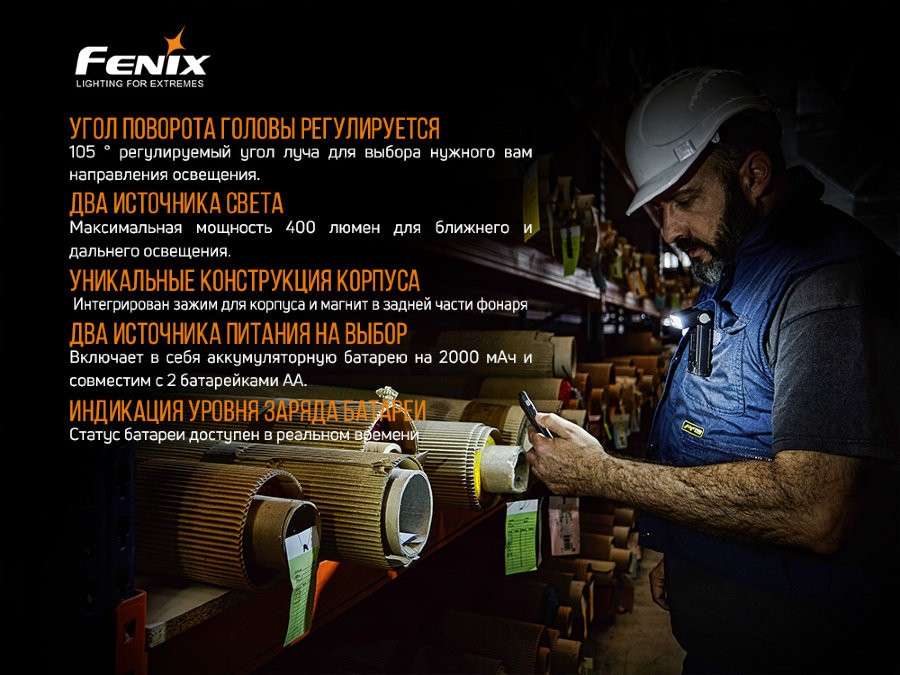 FENIX
LIGHTING FOR EXTREMES
УГОЛ ПОВОРОТА ГОЛОВЫ РЕГУЛИРУЕТСЯ
105 ° регулируемый угол луча для выбора нужного вам
направления освещения.
ДВА ИСТОЧНИКА СВЕТА
Максимальная мощность 400 люмен для ближнего и
дальнего освещения.
УНИКАЛЬНЫЕ КОНСТРУКЦИЯ КОРПУСА
Интегрирован зажим для корпуса и магнит в задней части фонаря
ДВА ИСТОЧНИКА ПИТАНИЯ НА ВЫБОР
Включает в себя аккумуляторную батарею на 2000 мАч и
совместим с 2 батарейками АА.
ИНДИКАЦИЯ УРОВНЯ ЗАРЯДА БАТАРЕИ
Статус батареи доступен в реальном времени